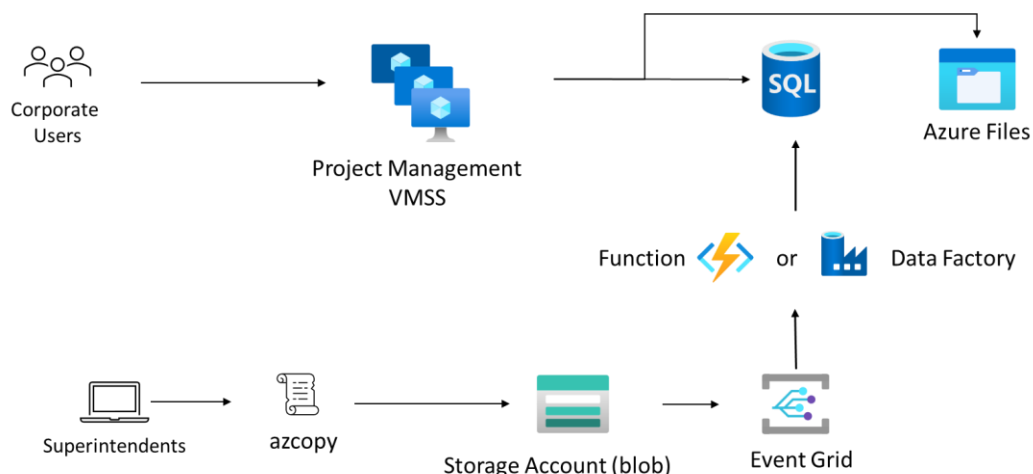 Corporate
Users
Project Management
VMSS
SQL
Azure Files
Function
or
Data Factory
Superintendents
azcopy
Storage Account (blob)
Event Grid